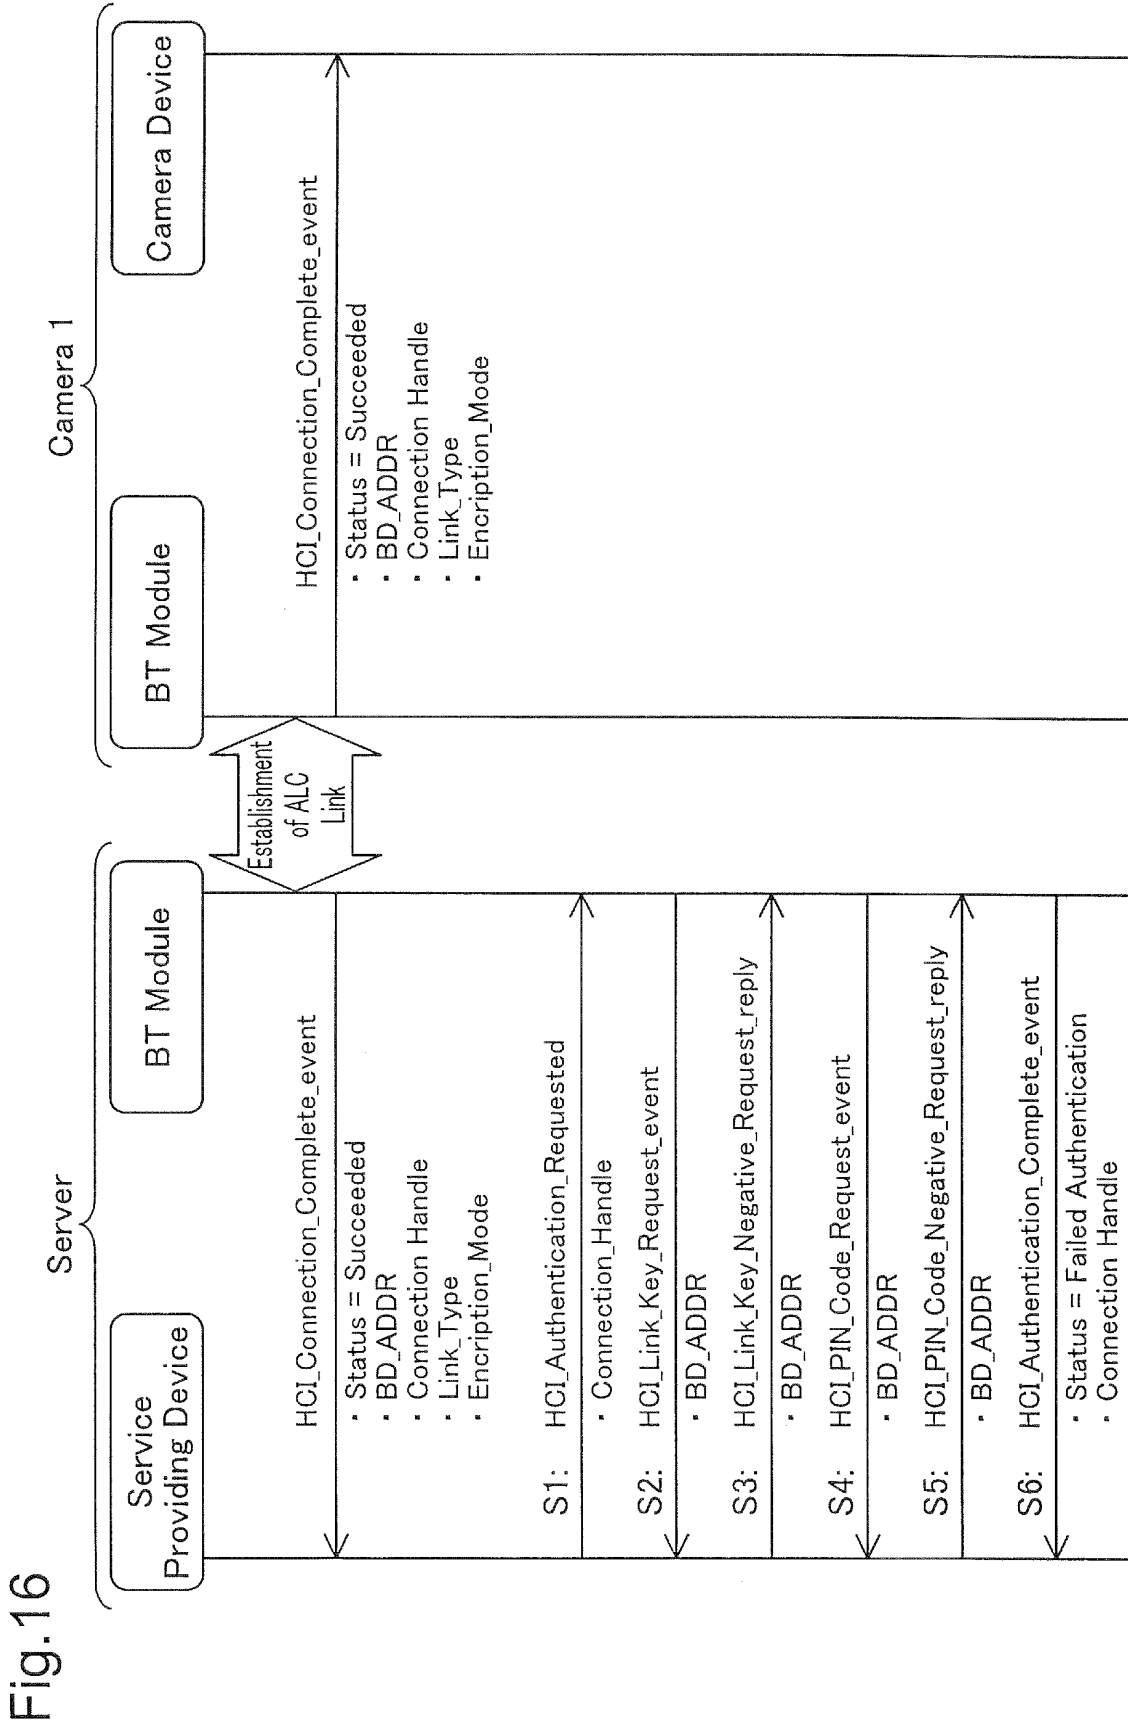 Fig.16
Server
Camera 1
Service
Providing Device
BT Module
BT Module
Camera Device
Establishment
of ALC
Link
HCI_Connection_Complete_event
· Status = Succeeded
· BD_ADDR
· Connection Handle
· Link_Type
· Encription_Mode
HCI_Connection_Complete_event
· Status = Succeeded
· BD_ADDR
· Connection Handle
· Link_Type
· Encription_Mode
S1: HCI_Authentication_Requested
· Connection_Handle
S2: HCI_Link_Key_Request_event
· BD_ADDR
S3: HCI_Link_Key_Negative_Request_reply
· BD_ADDR
S4: HCI_PIN_Code_Request_event
· BD_ADDR
S5: HCI_PIN_Code_Negative_Request_reply
· BD_ADDR
S6: HCI_Authentication_Complete_event
· Status = Failed Authentication
· Connection Handle